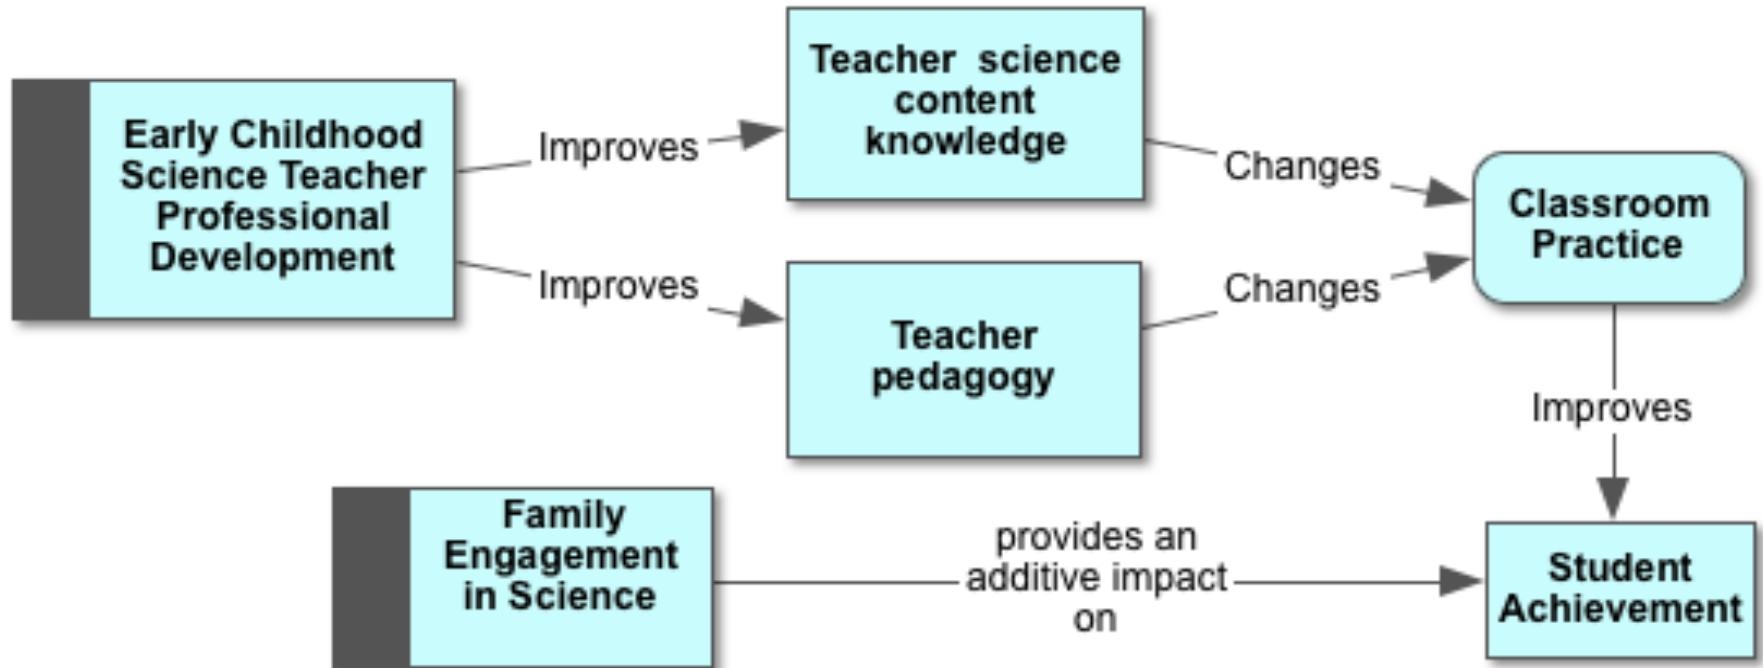 Early Childhood
Science Teacher
Professional
Development
Improves
Improves
Teacher  science
content
knowledge
Teacher
pedagogy
Changes
Changes
Classroom
Practice
Improves
Family
Engagement
in Science
provides an
additive impact
on
Student
Achievement